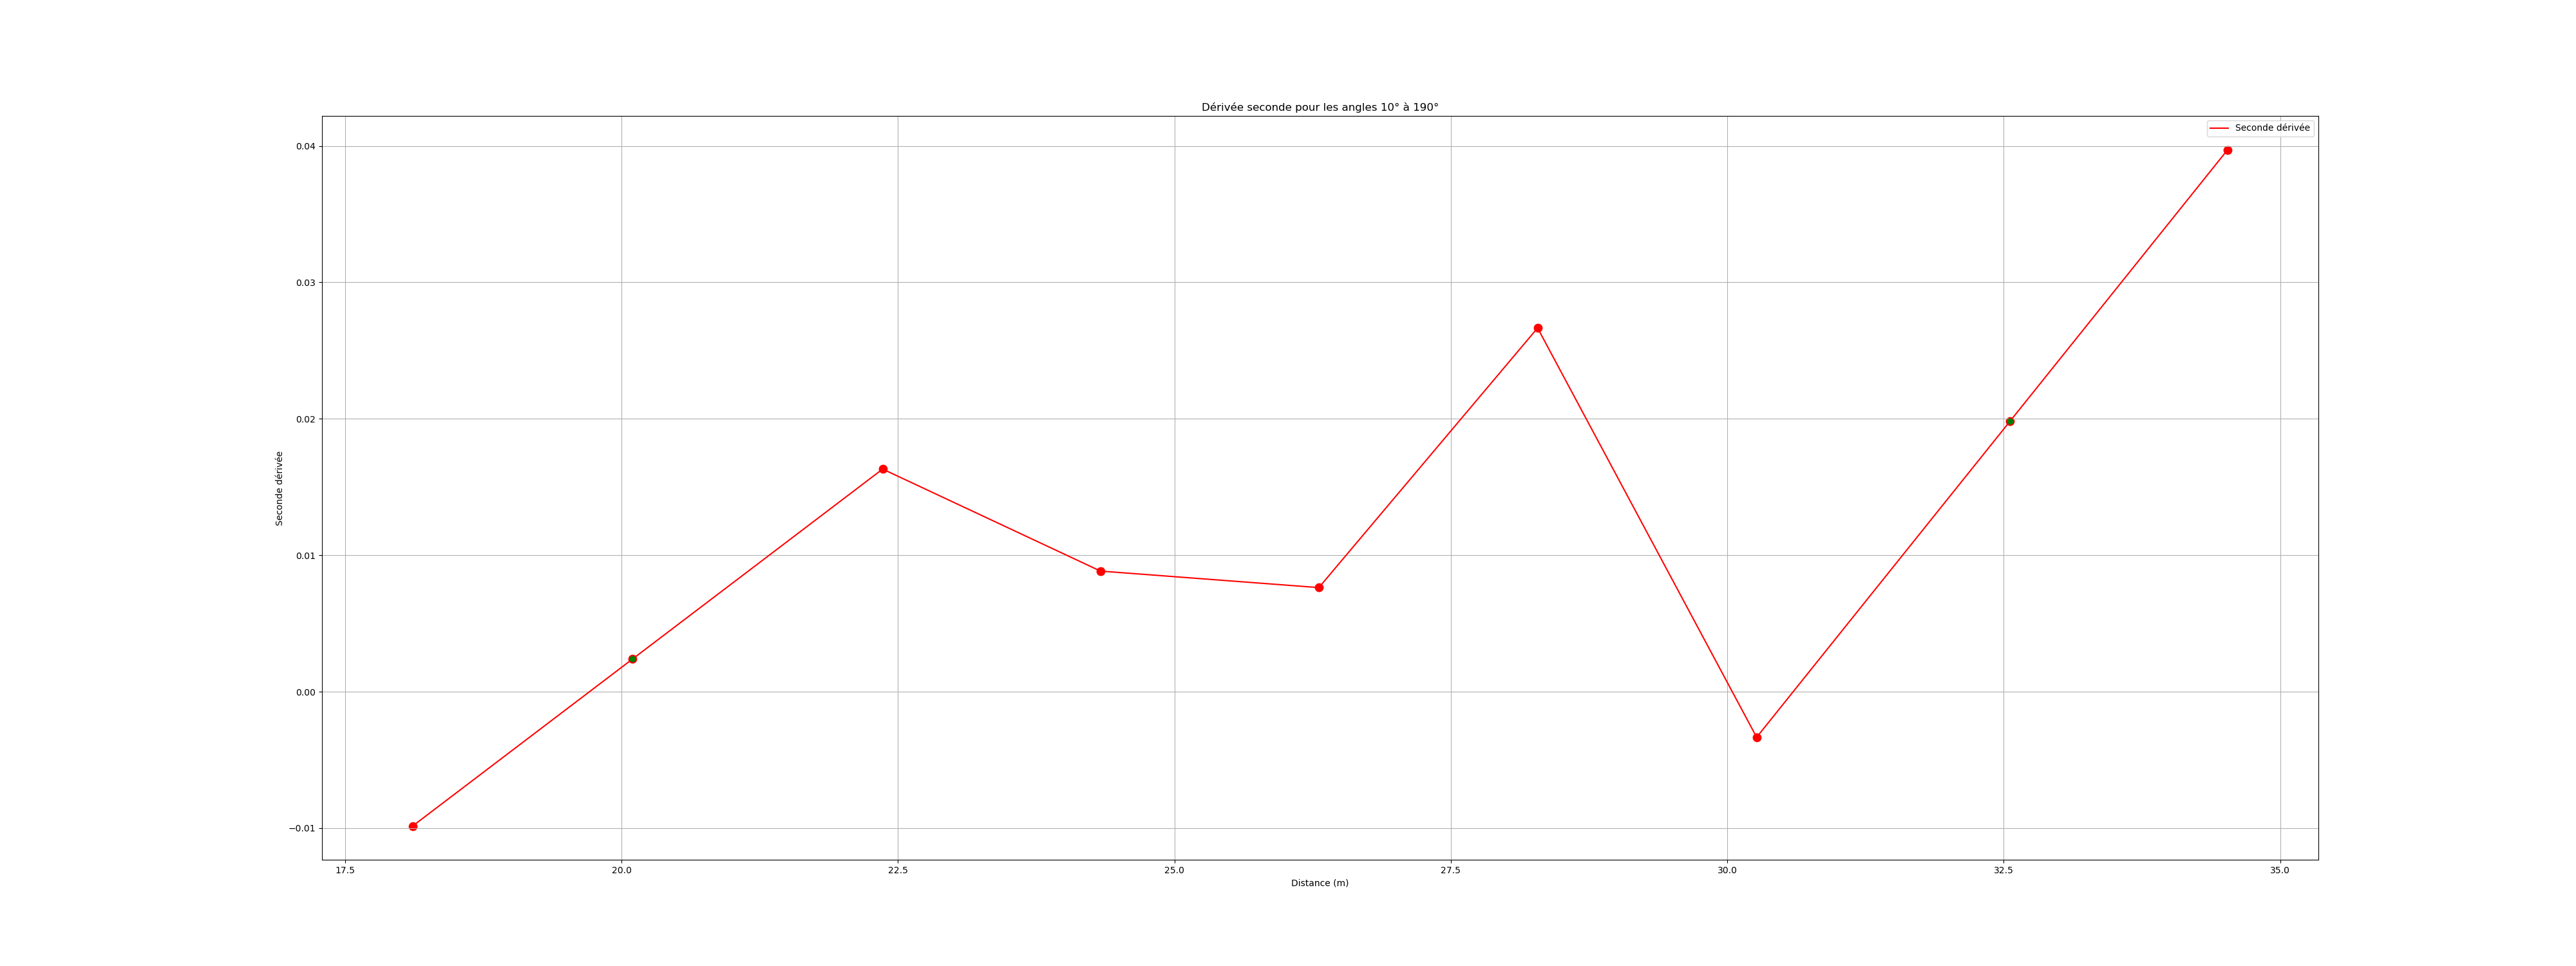 Dérivée seconde pour les angles 10° à 190°
Seconde dérivée
0.04
0.03
0.02
0.01
0.00
−0.01
Seconde dérivée
17.5 20.0 22.5 25.0 27.5 30.0 32.5 35.0
Distance (m)